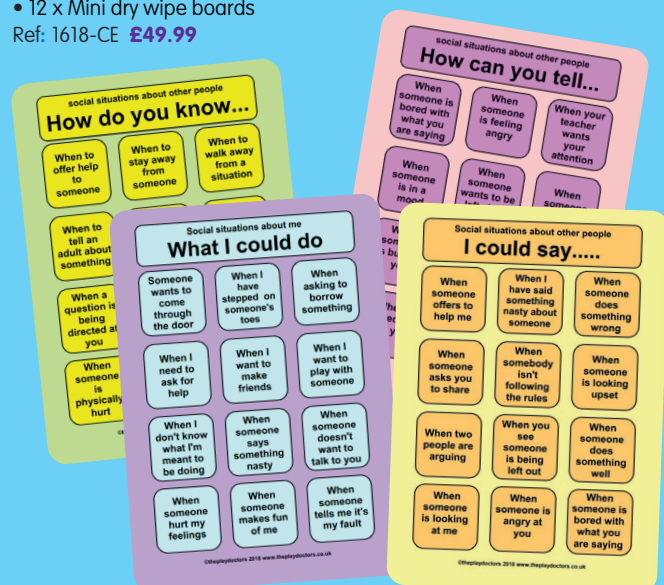 • 12 x Mini dry wipe boards
Ref: 1618-CE £49.99
social situations about other people
How do you know...
When to
offer help
to
someone
When to
stay away
from
someone
When to
walk away
from a
situation
When to
tell an
adult about
something
When a
question is
being
directed at
you
When
someone
is
physically
hurt
social situations about other people
How can you tell...
When
someone is
bored with
what you
are saying
When
someone
is feeling
angry
When your
teacher
wants
your
attention
When
someone
is in a
mood
When
someone
wants to be
When
Social situations about me
What I could do
Someone
wants to
come
through
the door
When I
have
stepped on
someone's
toes
When
asking to
borrow
something
When I
need to
ask for
help
When I
want to
make
friends
When I
want to
play with
someone
When I
don't know
what I'm
meant to
be doing
When
someone
says
something
nasty
When
someone
doesn't
want to
talk to you
When
someone
hurt my
feelings
When
someone
makes fun
of me
When
someone
tells me it's
my fault
©theplaydoctors 2018 www.theplaydoctors.co.uk
Social situations about other people
I could say.....
When
someone
offers to
help me
When I
have said
something
nasty about
someone
When
someone
does
something
wrong
When
someone
asks you
to share
When
somebody
isn't
following
the rules
When
someone
is looking
upset
When two
people are
arguing
When you
see
someone
is being
left out
When
someone
does
something
well
When
someone
is looking
at me
When
someone is
angry at
you
When
someone is
bored with
what you
are saying
©theplaydoctors 2018 www.theplaydoctors.co.uk